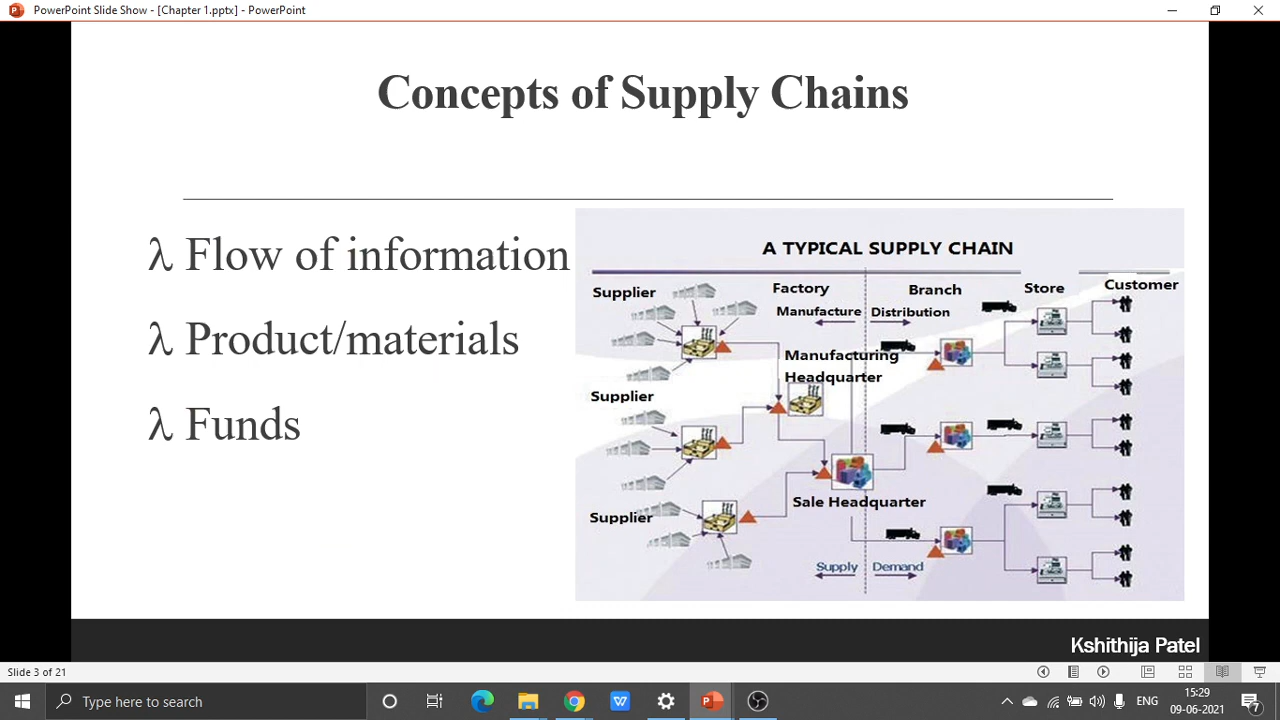 PowerPoint Slide Show - [Chapter 1.pptx] - PowerPoint
Concepts of Supply Chains
λ Flow of information
λ Product/materials
λ Funds
A TYPICAL SUPPLY CHAIN
Supplier
Factory
Branch
Store
Customer
Manufacture
Distribution
Manufacturing
Headquarter
Supplier
Sale Headquarter
Supplier
Supply
Demand
Kshithija Patel
Slide 3 of 21
Type here to search
ENG
15:29
09-06-2021
7